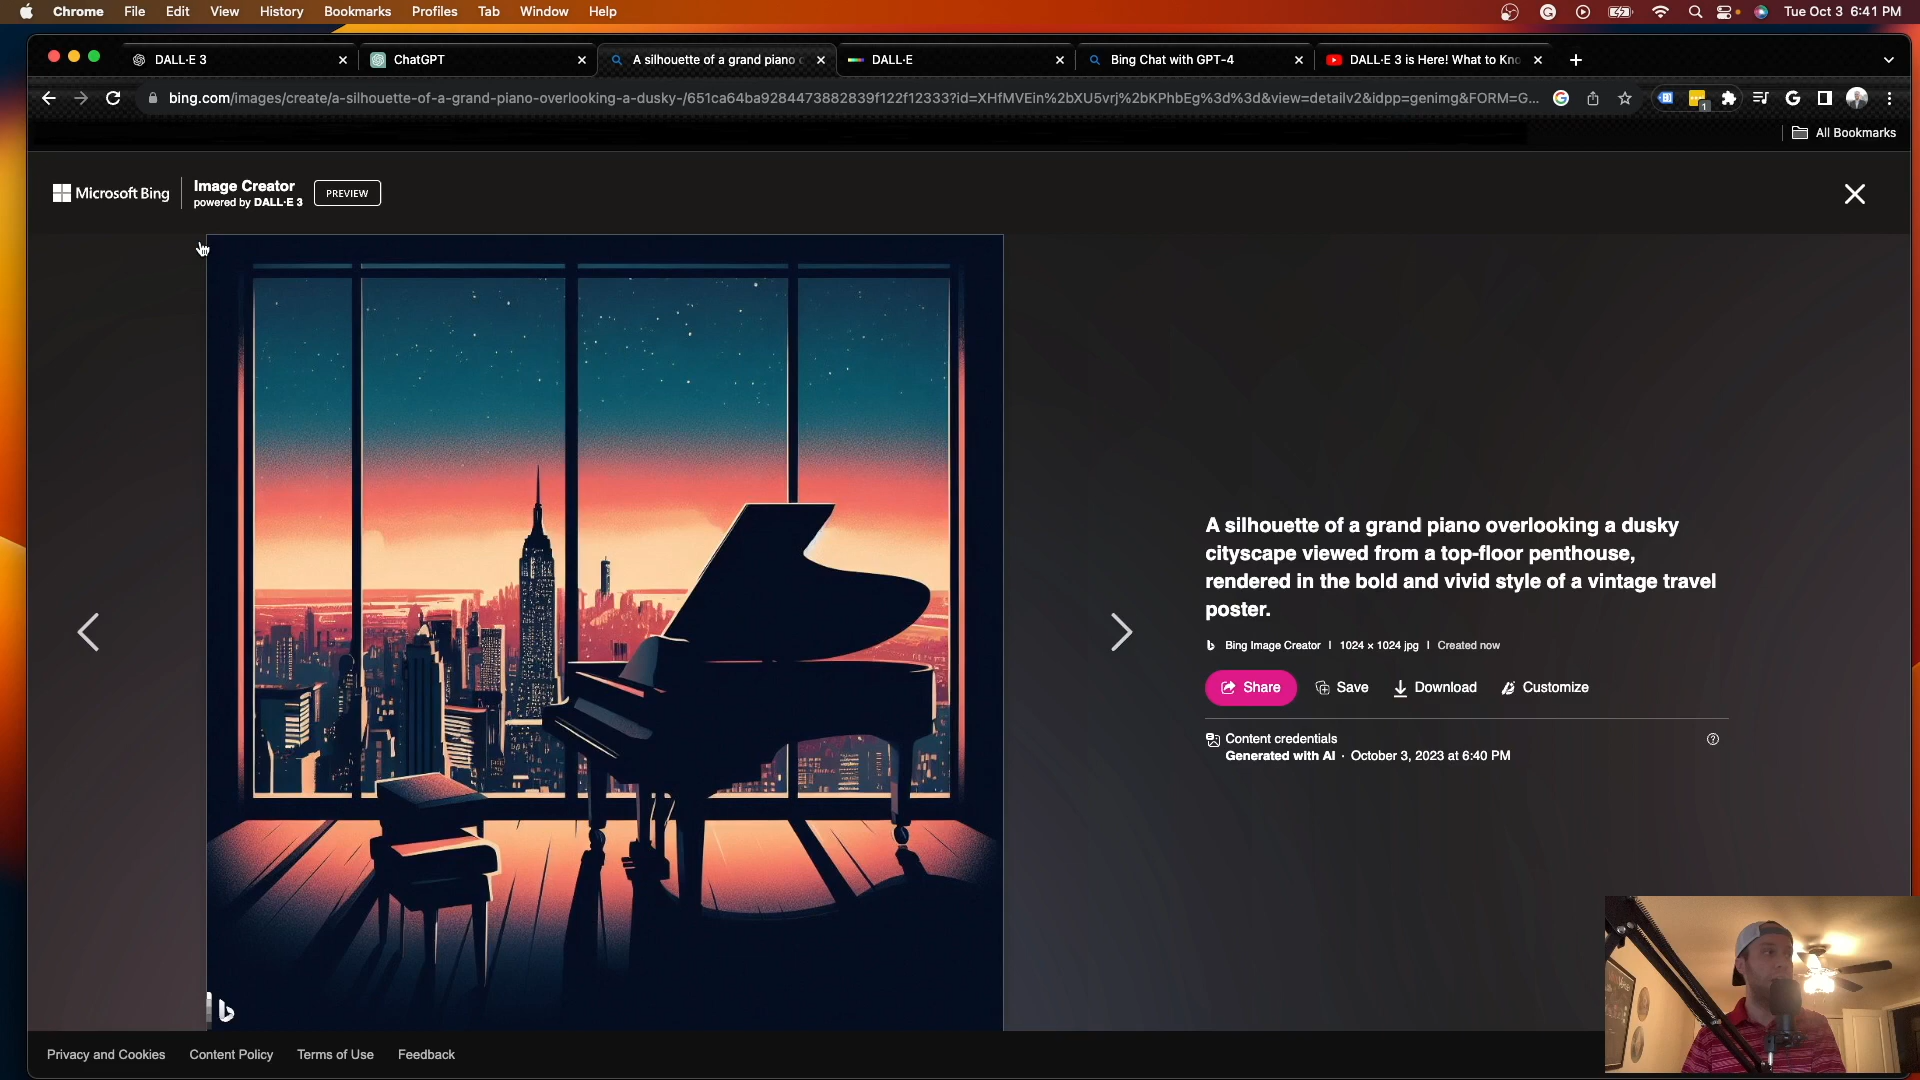 Chrome File Edit View History Bookmarks Profiles Tab Window Help Tue Oct 3 6:41 PM
DALL·E 3 ChatGPT A silhouette of a grand piano DALL·E Bing Chat with GPT-4 DALL·E 3 is Here! What to Kno
bing.com/images/create/a-silhouette-of-a-grand-piano-overlooking-a-dusky-/651ca64ba9284473882839f122f12333?id=XHfMVEin%2bXU5vrj%2bKPhbEg%3d%3d&view=detailv2&idpp=genimg&FORM=G...
All Bookmarks
Microsoft Bing
Image Creator
powered by DALL·E 3
PREVIEW
A silhouette of a grand piano overlooking a dusky
cityscape viewed from a top-floor penthouse,
rendered in the bold and vivid style of a vintage travel
poster.
Bing Image Creator | 1024 × 1024 jpg | Created now
Share Save Download Customize
Content credentials
Generated with AI · October 3, 2023 at 6:40 PM
Privacy and Cookies Content Policy Terms of Use Feedback